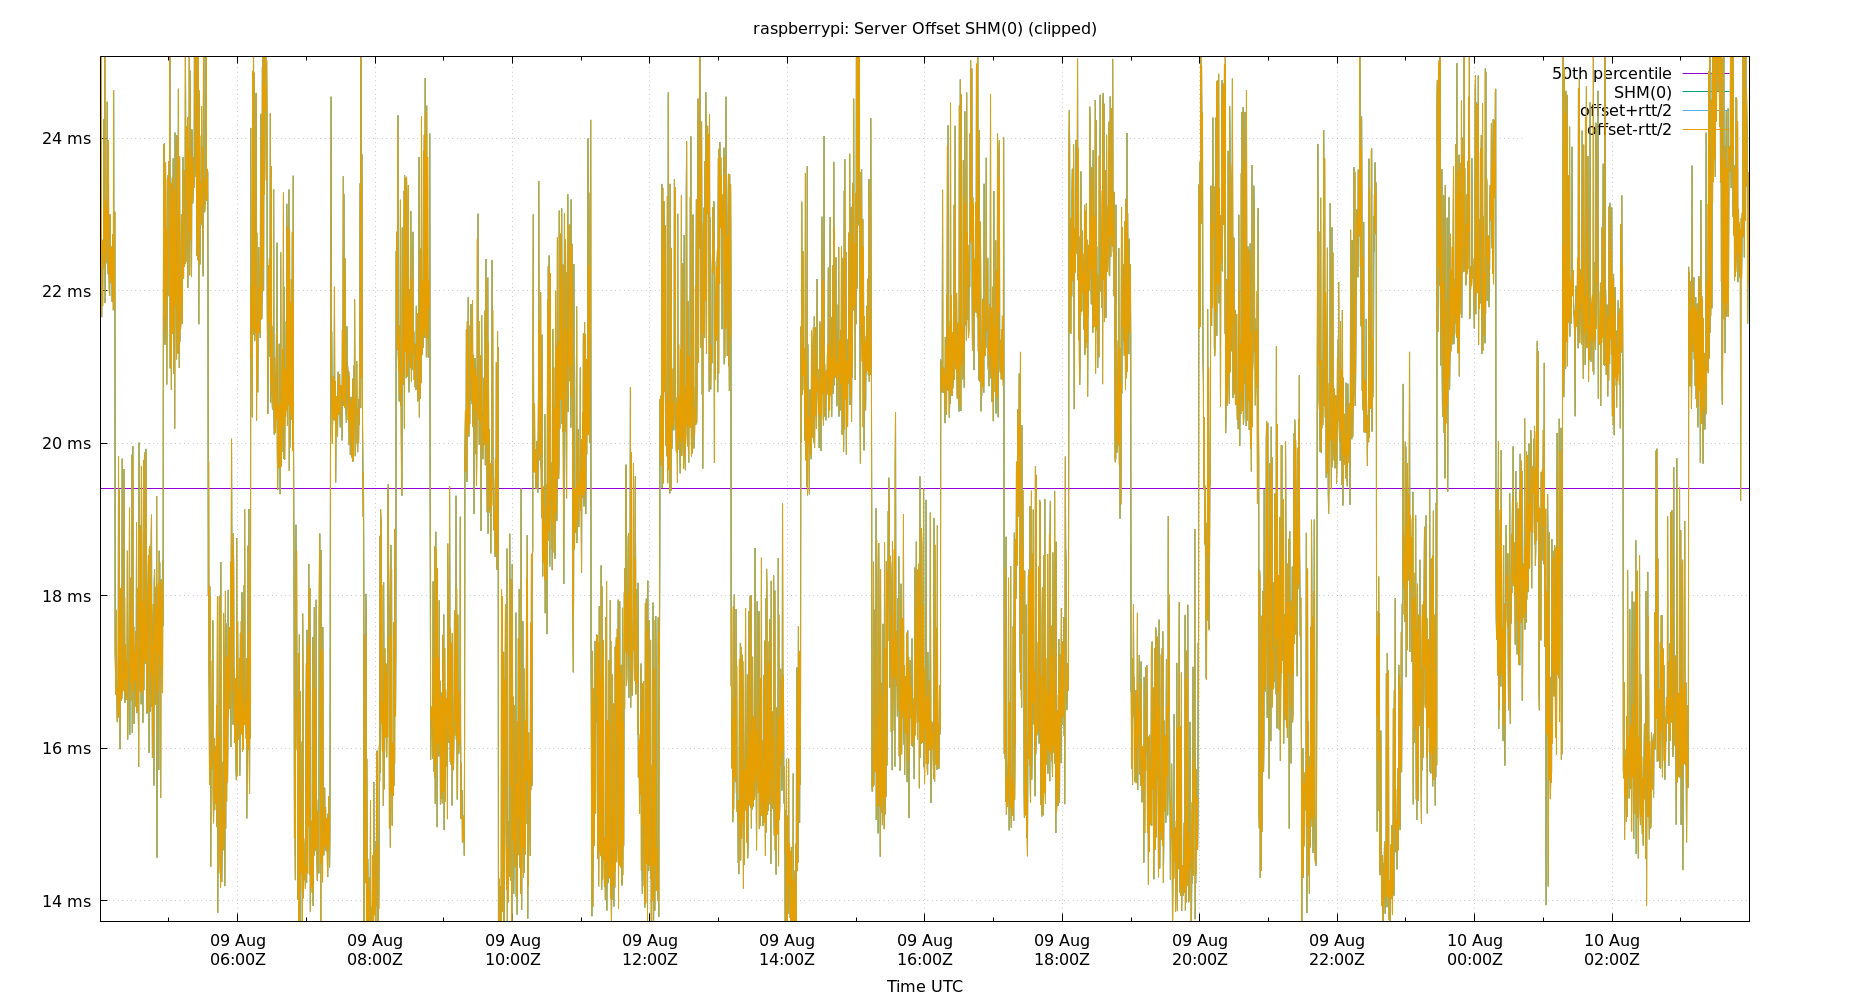 raspberrypi: Server Offset SHM(0) (clipped)
50th percentile
SHM(0)
offset+rtt/2
offset-rtt/2
24 ms
22 ms
20 ms
18 ms
16 ms
14 ms
09 Aug 09 Aug 09 Aug 09 Aug 09 Aug 09 Aug 09 Aug 09 Aug 09 Aug 10 Aug 10 Aug
06:00Z 08:00Z 10:00Z 12:00Z 14:00Z 16:00Z 18:00Z 20:00Z 22:00Z 00:00Z 02:00Z
Time UTC